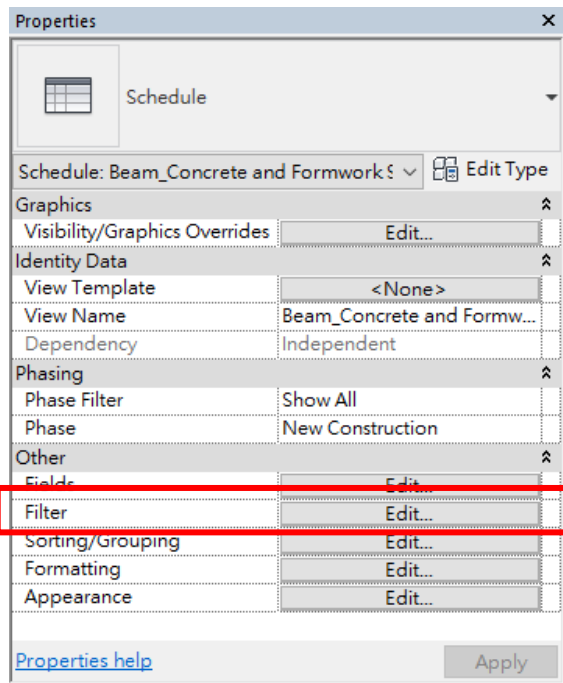 Properties
Schedule
Schedule: Beam_Concrete and Formwork S
Edit Type
Graphics
Visibility/Graphics Overrides Edit...
Identity Data
View Template <None>
View Name Beam_Concrete and Formw...
Dependency Independent
Phasing
Phase Filter Show All
Phase New Construction
Other
Fields Edit...
Filter Edit...
Sorting/Grouping Edit...
Formatting Edit...
Appearance Edit...
Properties help Apply